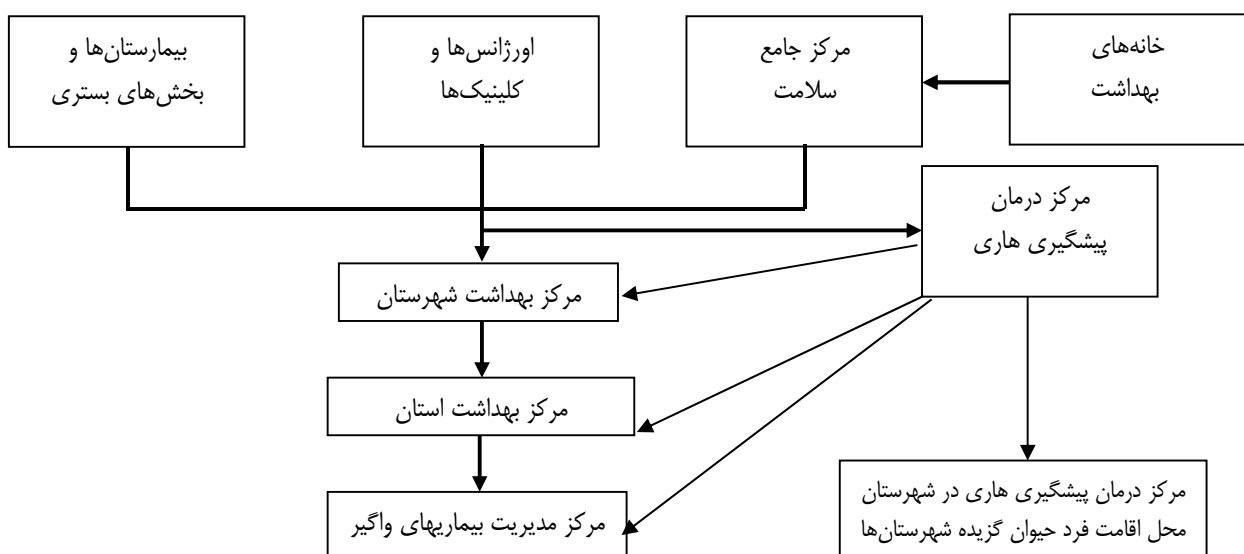 خانه‌های
بهداشت
مرکز جامع
سلامت
اورژانس‌ها و
کلینیک‌ها
بیمارستان‌ها و
بخش‌های بستری
مرکز درمان
پیشگیری هاری
مرکز بهداشت شهرستان
مرکز بهداشت استان
مرکز مدیریت بیماریهای واگیر
مرکز درمان پیشگیری هاری در شهرستان
محل اقامت فرد حیوان گزیده شهرستان‌ها